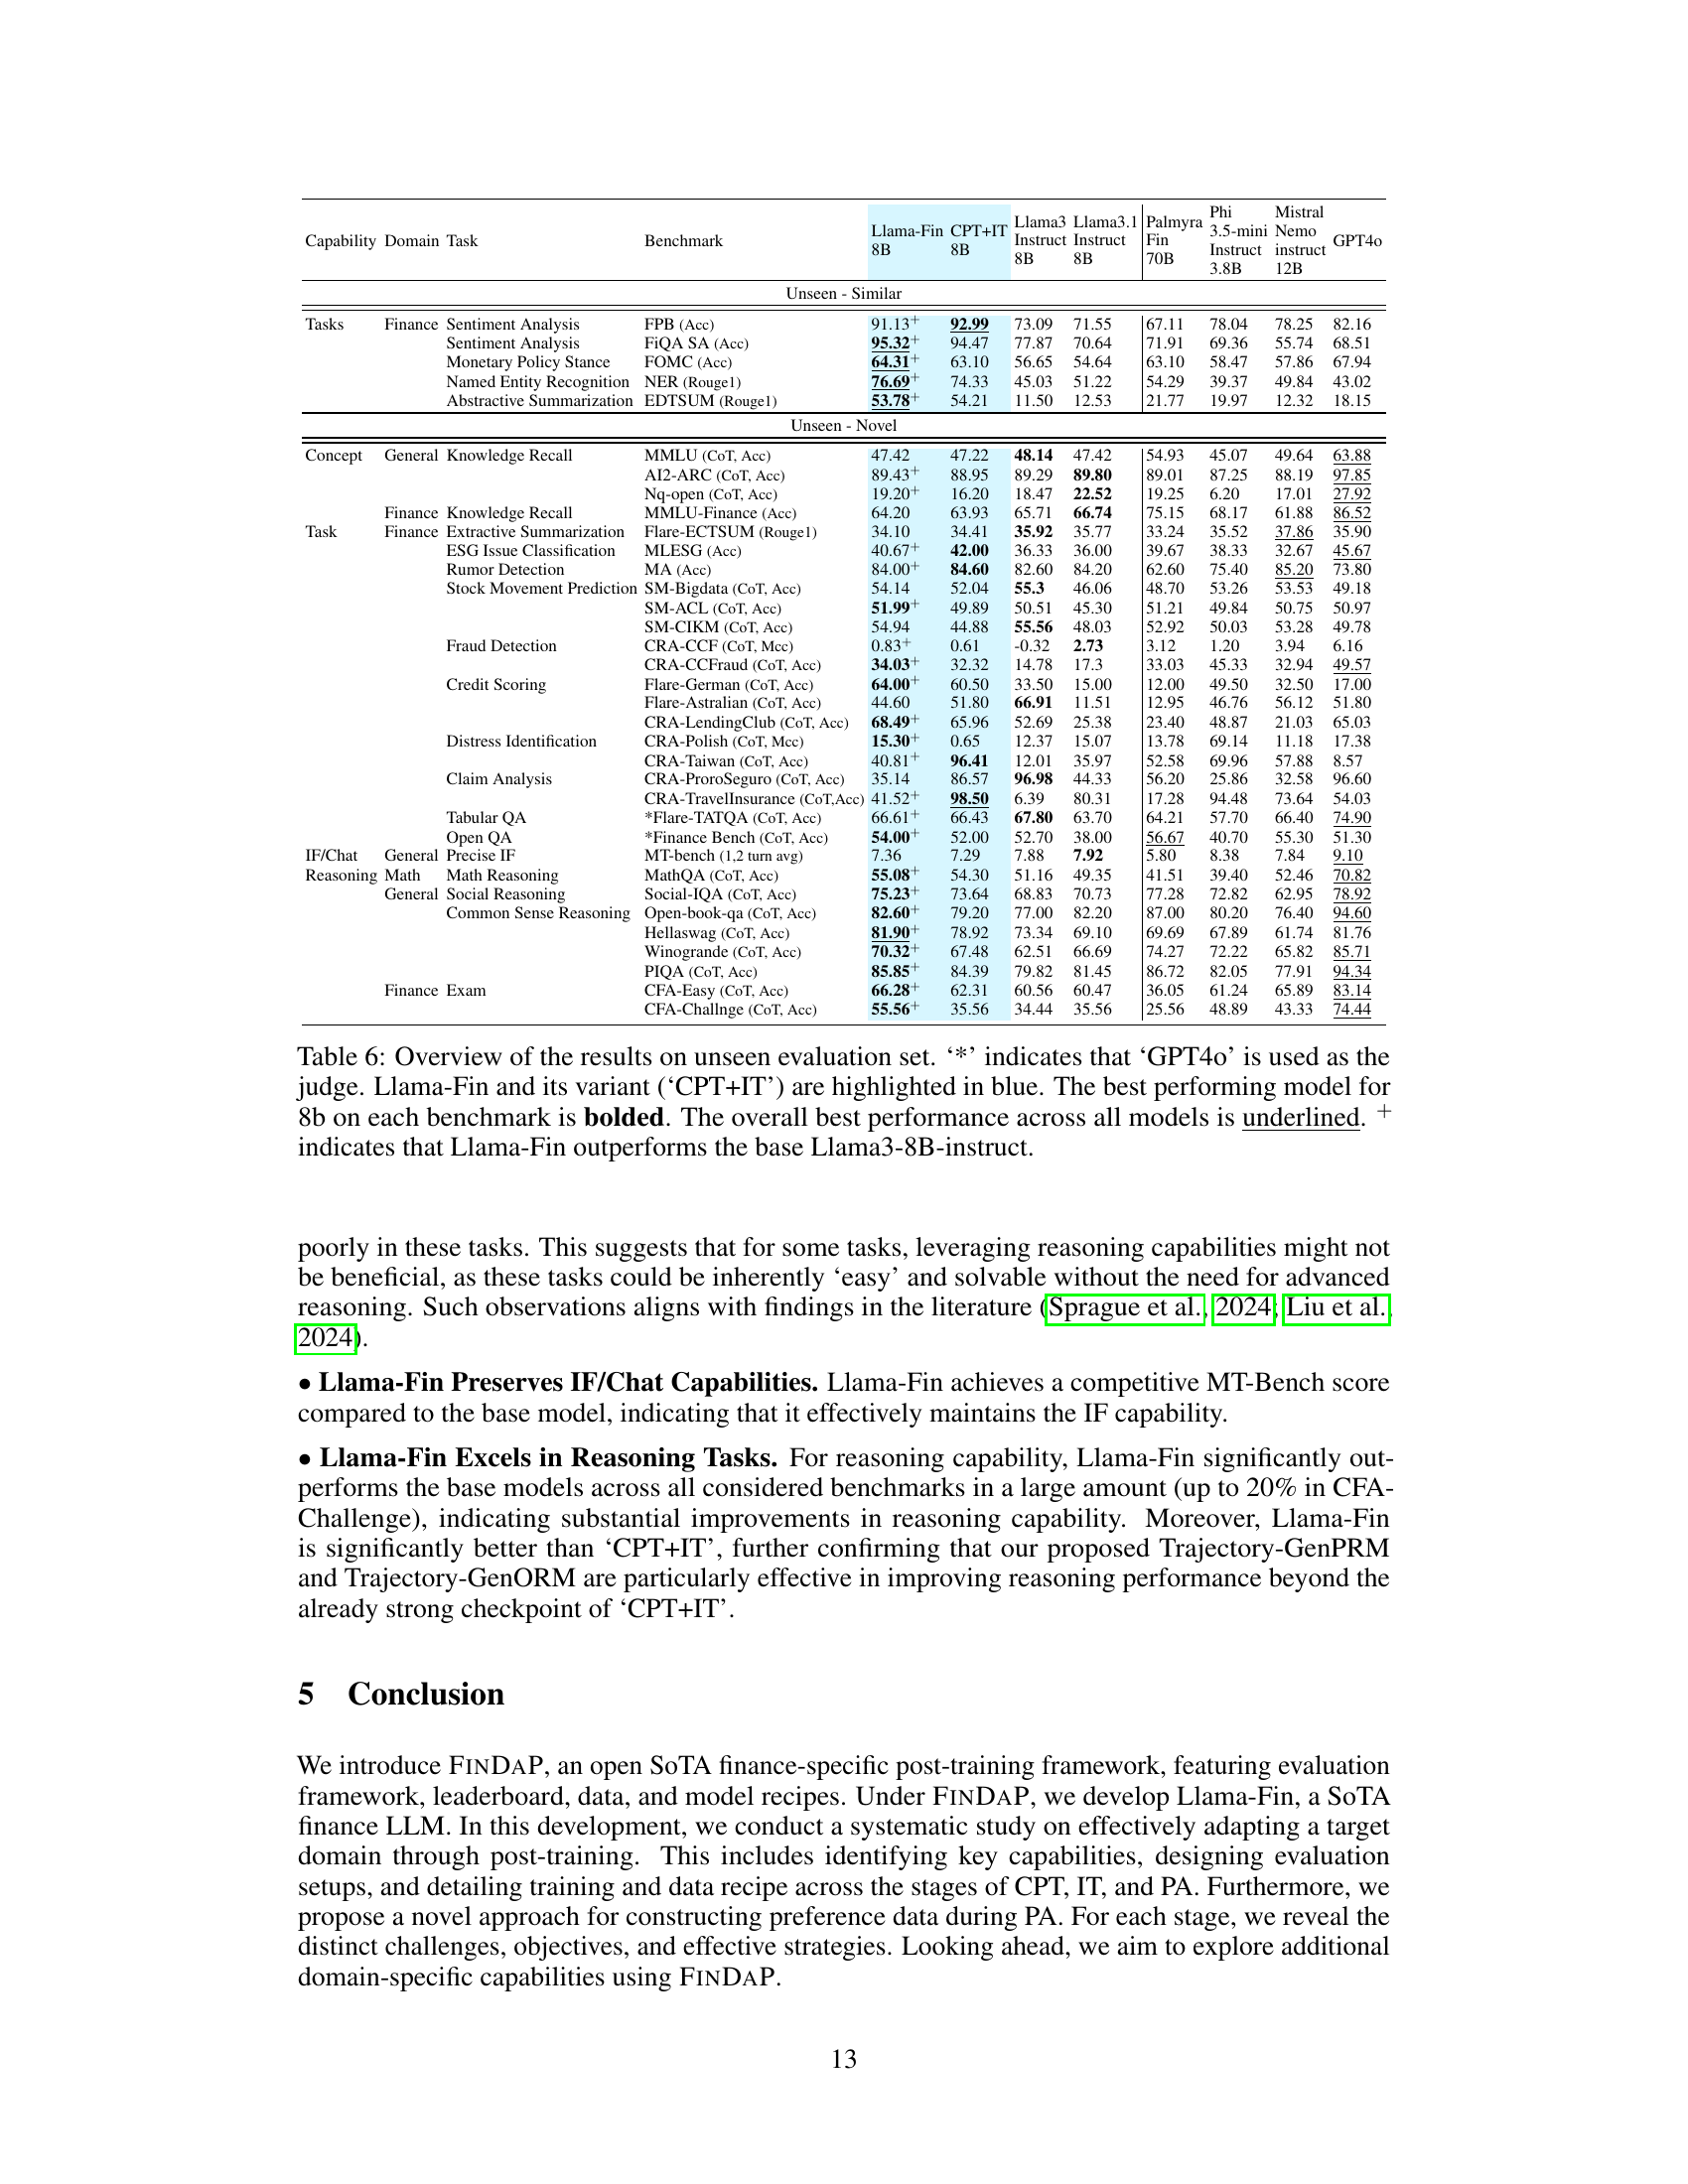 Capability Domain Task Benchmark Llama-Fin 8B CPT+IT 8B Llama3 Instruct 8B Llama3.1 Instruct 8B Palmyra Fin 70B Phi 3.5-mini Instruct 3.8B Mistral Nemo instruct 12B GPT4o
Unseen - Similar
Tasks Finance Sentiment Analysis FPB (Acc) 91.13+ 92.99 73.09 71.55 67.11 78.04 78.25 82.16
Sentiment Analysis FiQA SA (Acc) 95.32+ 94.47 77.87 70.64 71.91 69.36 55.74 68.51
Monetary Policy Stance FOMC (Acc) 64.31+ 63.10 56.65 54.64 63.10 58.47 57.86 67.94
Named Entity Recognition NER (Rouge1) 76.69+ 74.33 45.03 51.22 54.29 39.37 49.84 43.02
Abstractive Summarization EDTSUM (Rouge1) 53.78+ 54.21 11.50 12.53 21.77 19.97 12.32 18.15
Unseen - Novel
Concept General Knowledge Recall MMLU (CoT, Acc) 47.42 47.22 48.14 47.42 54.93 45.07 49.64 63.88
AI2-ARC (CoT, Acc) 89.43+ 88.95 89.29 89.80 89.01 87.25 88.19 97.85
Nq-open (CoT, Acc) 19.20+ 16.20 18.47 22.52 19.25 6.20 17.01 27.92
Finance Knowledge Recall MMLU-Finance (Acc) 64.20 63.93 65.71 66.74 75.15 68.17 61.88 86.52
Task Finance Extractive Summarization Flare-ECTSUM (Rouge1) 34.10 34.41 35.92 35.77 33.24 35.52 37.86 35.90
ESG Issue Classification MLESG (Acc) 40.67+ 42.00 36.33 36.00 39.67 38.33 32.67 45.67
Rumor Detection MA (Acc) 84.00+ 84.60 82.60 84.20 62.60 75.40 85.20 73.80
Stock Movement Prediction SM-Bigdata (CoT, Acc) 54.14 52.04 55.3 46.06 48.70 53.26 53.53 49.18
SM-ACL (CoT, Acc) 51.99+ 49.89 50.51 45.30 51.21 49.84 50.75 50.97
SM-CIKM (CoT, Acc) 54.94 44.88 55.56 48.03 52.92 50.03 53.28 49.78
Fraud Detection CRA-CCF (CoT, Mcc) 0.83+ 0.61 -0.32 2.73 3.12 1.20 3.94 6.16
CRA-CCFraud (CoT, Acc) 34.03+ 32.32 14.78 17.3 33.03 45.33 32.94 49.57
Credit Scoring Flare-German (CoT, Acc) 64.00+ 60.50 33.50 15.00 12.00 49.50 32.50 17.00
Flare-Astralian (CoT, Acc) 44.60 51.80 66.91 11.51 12.95 46.76 56.12 51.80
CRA-LendingClub (CoT, Acc) 68.49+ 65.96 52.69 25.38 23.40 48.87 21.03 65.03
Distress Identification CRA-Polish (CoT, Mcc) 15.30+ 0.65 12.37 15.07 13.78 69.14 11.18 17.38
CRA-Taiwan (CoT, Acc) 40.81+ 96.41 12.01 35.97 52.58 69.96 57.88 8.57
Claim Analysis CRA-ProroSeguro (CoT, Acc) 35.14 86.57 96.98 44.33 56.20 25.86 32.58 96.60
CRA-TravelInsurance (CoT,Acc) 41.52+ 98.50 6.39 80.31 17.28 94.48 73.64 54.03
Tabular QA *Flare-TATQA (CoT, Acc) 66.61+ 66.43 67.80 63.70 64.21 57.70 66.40 74.90
Open QA *Finance Bench (CoT, Acc) 54.00+ 52.00 52.70 38.00 56.67 40.70 55.30 51.30
IF/Chat General Precise IF MT-bench (1,2 turn avg) 7.36 7.29 7.88 7.92 5.80 8.38 7.84 9.10
Reasoning Math Math Reasoning MathQA (CoT, Acc) 55.08+ 54.30 51.16 49.35 41.51 39.40 52.46 70.82
General Social Reasoning Social-IQA (CoT, Acc) 75.23+ 73.64 68.83 70.73 77.28 72.82 62.95 78.92
Common Sense Reasoning Open-book-qa (CoT, Acc) 82.60+ 79.20 77.00 82.20 87.00 80.20 76.40 94.60
Hellaswag (CoT, Acc) 81.90+ 78.92 73.34 69.10 69.69 67.89 61.74 81.76
Winogrande (CoT, Acc) 70.32+ 67.48 62.51 66.69 74.27 72.22 65.82 85.71
PIQA (CoT, Acc) 85.85+ 84.39 79.82 81.45 86.72 82.05 77.91 94.34
Finance Exam CFA-Easy (CoT, Acc) 66.28+ 62.31 60.56 60.47 36.05 61.24 65.89 83.14
CFA-Challnge (CoT, Acc) 55.56+ 35.56 34.44 35.56 25.56 48.89 43.33 74.44
Table 6: Overview of the results on unseen evaluation set. ‘*’ indicates that ‘GPT4o’ is used as the
judge. Llama-Fin and its variant (‘CPT+IT’) are highlighted in blue. The best performing model for
8b on each benchmark is bolded. The overall best performance across all models is underlined. +
indicates that Llama-Fin outperforms the base Llama3-8B-instruct.
poorly in these tasks. This suggests that for some tasks, leveraging reasoning capabilities might not
be beneficial, as these tasks could be inherently ‘easy’ and solvable without the need for advanced
reasoning. Such observations aligns with findings in the literature (Sprague et al., 2024; Liu et al.,
2024).
• Llama-Fin Preserves IF/Chat Capabilities. Llama-Fin achieves a competitive MT-Bench score
compared to the base model, indicating that it effectively maintains the IF capability.
• Llama-Fin Excels in Reasoning Tasks. For reasoning capability, Llama-Fin significantly out-
performs the base models across all considered benchmarks in a large amount (up to 20% in CFA-
Challenge), indicating substantial improvements in reasoning capability. Moreover, Llama-Fin
is significantly better than ‘CPT+IT’, further confirming that our proposed Trajectory-GenPRM
and Trajectory-GenORM are particularly effective in improving reasoning performance beyond the
already strong checkpoint of ‘CPT+IT’.
5 Conclusion
We introduce FINDAP, an open SoTA finance-specific post-training framework, featuring evaluation
framework, leaderboard, data, and model recipes. Under FINDAP, we develop Llama-Fin, a SoTA
finance LLM. In this development, we conduct a systematic study on effectively adapting a target
domain through post-training. This includes identifying key capabilities, designing evaluation
setups, and detailing training and data recipe across the stages of CPT, IT, and PA. Furthermore, we
propose a novel approach for constructing preference data during PA. For each stage, we reveal the
distinct challenges, objectives, and effective strategies. Looking ahead, we aim to explore additional
domain-specific capabilities using FINDAP.
13